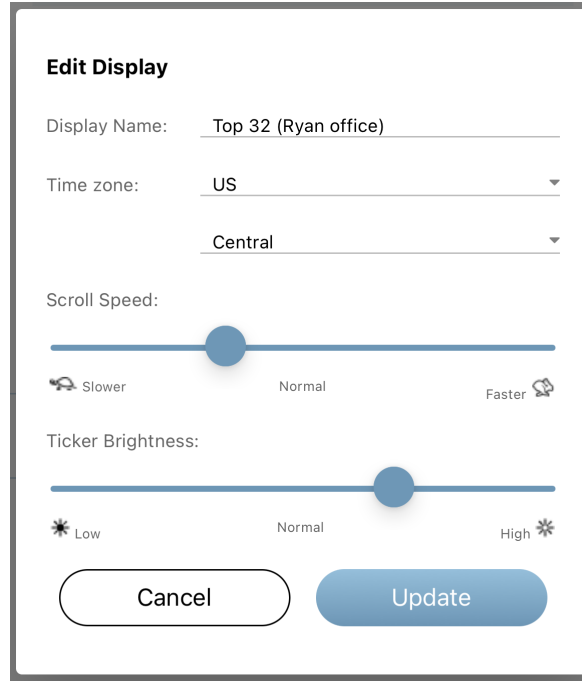 Edit Display
Display Name: Top 32 (Ryan office)
Time zone: US
Central
Scroll Speed:
Slower Normal Faster
Ticker Brightness:
Low Normal High
Cancel Update